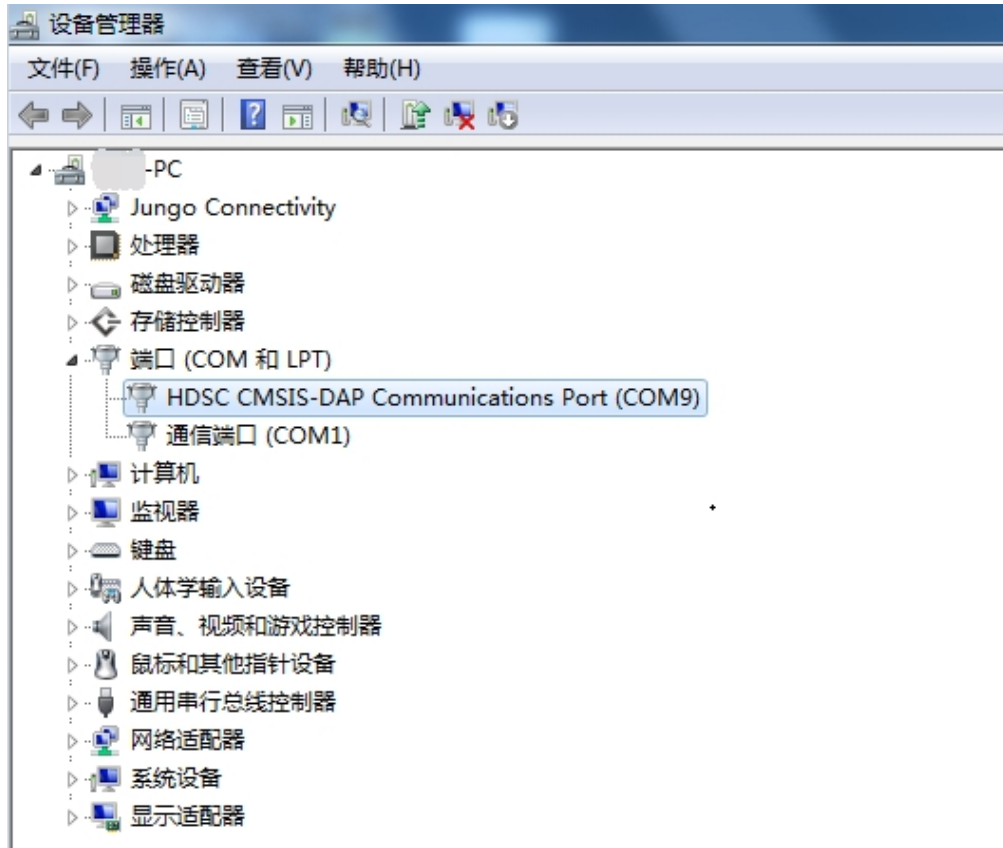 设备管理器
文件(F) 操作(A) 查看(V) 帮助(H)
-PC
Jungo Connectivity
处理器
磁盘驱动器
存储控制器
端口 (COM 和 LPT)
HDSC CMSIS-DAP Communications Port (COM9)
通信端口 (COM1)
计算机
监视器
键盘
人体学输入设备
声音、视频和游戏控制器
鼠标和其他指针设备
通用串行总线控制器
网络适配器
系统设备
显示适配器